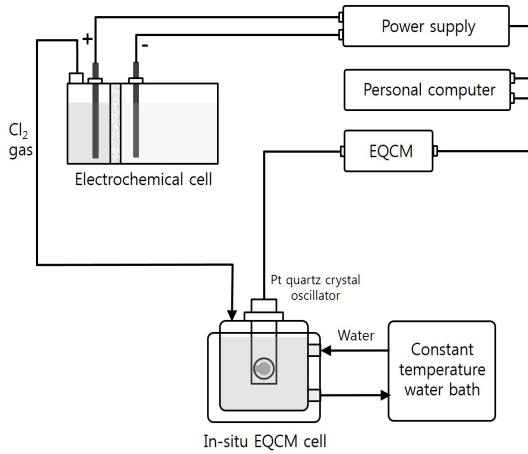 +
-
Power supply
Personal computer
Cl₂
gas
EQCM
Electrochemical cell
Pt quartz crystal
oscillator
Water
Constant
temperature
water bath
In-situ EQCM cell